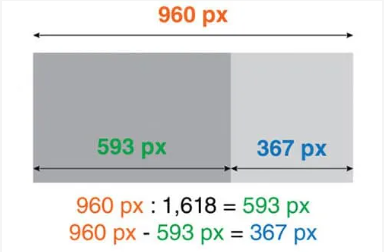 960 px
593 px 367 px
960 px : 1,618 = 593 px
960 px - 593 px = 367 px